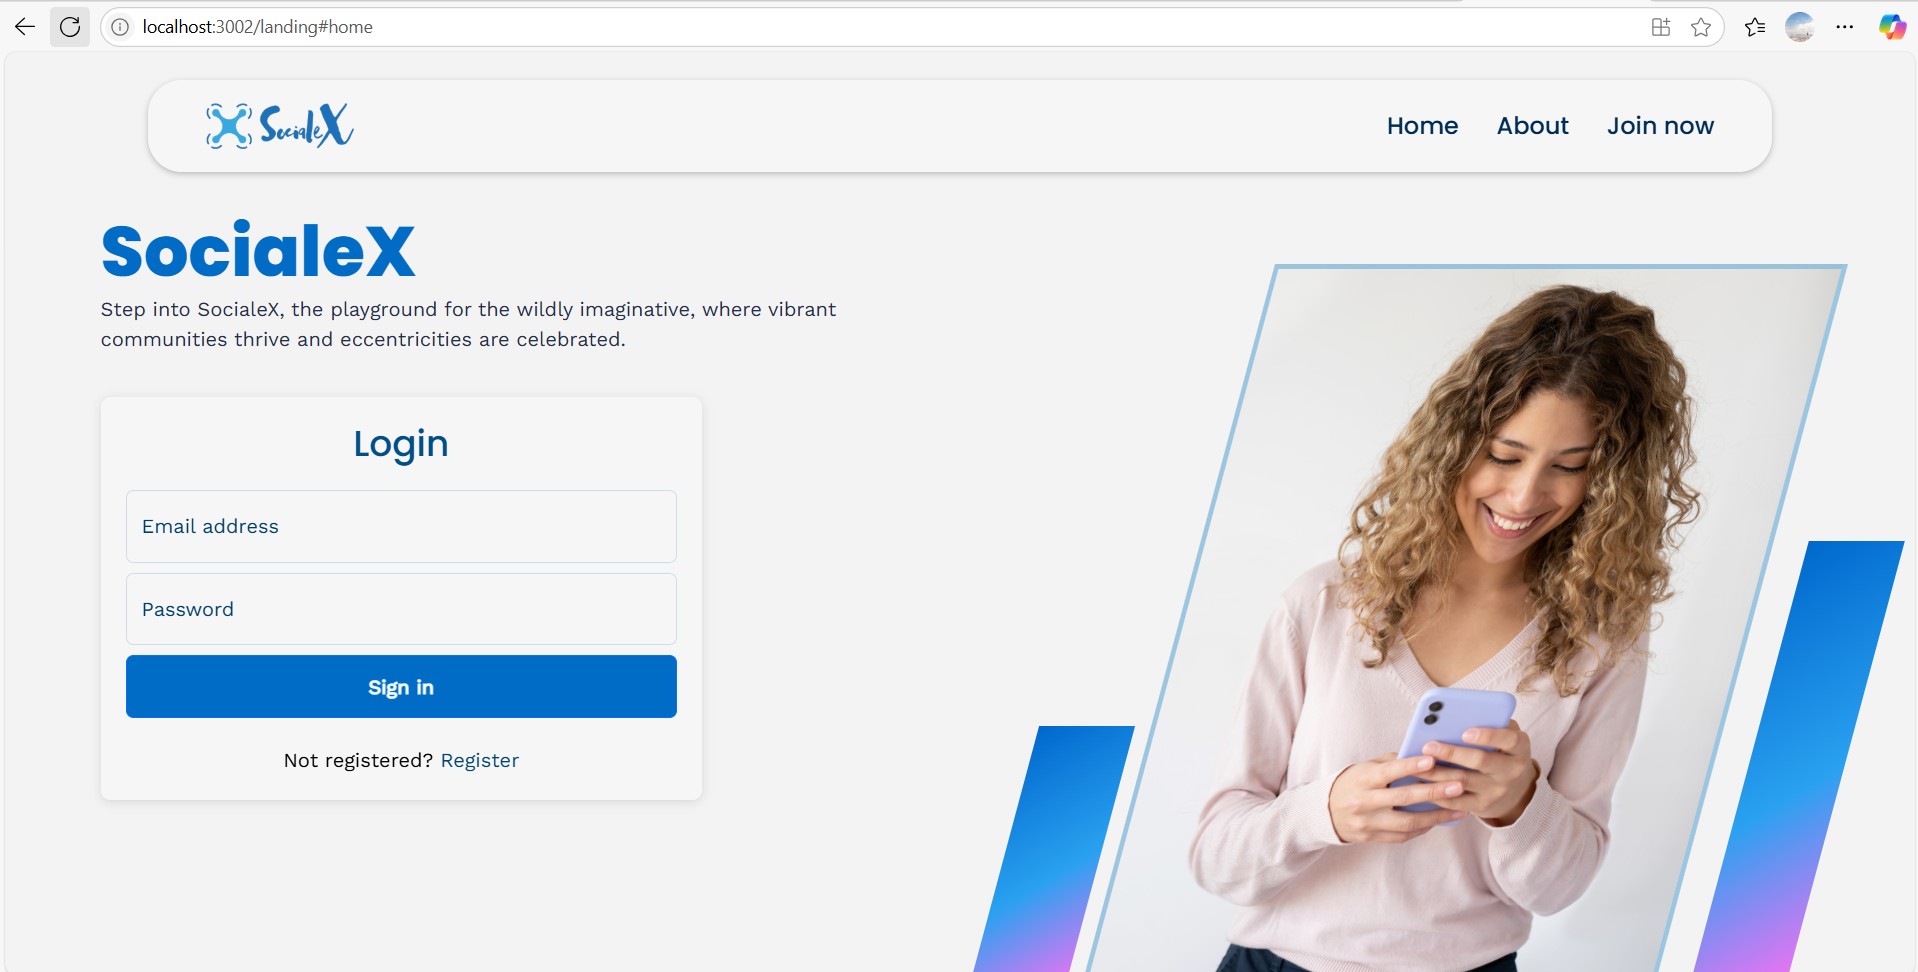 localhost:3002/landing#home
SocialeX
Home About Join now
SocialeX
Step into SocialeX, the playground for the wildly imaginative, where vibrant
communities thrive and eccentricities are celebrated.
Login
Email address
Password
Sign in
Not registered? Register